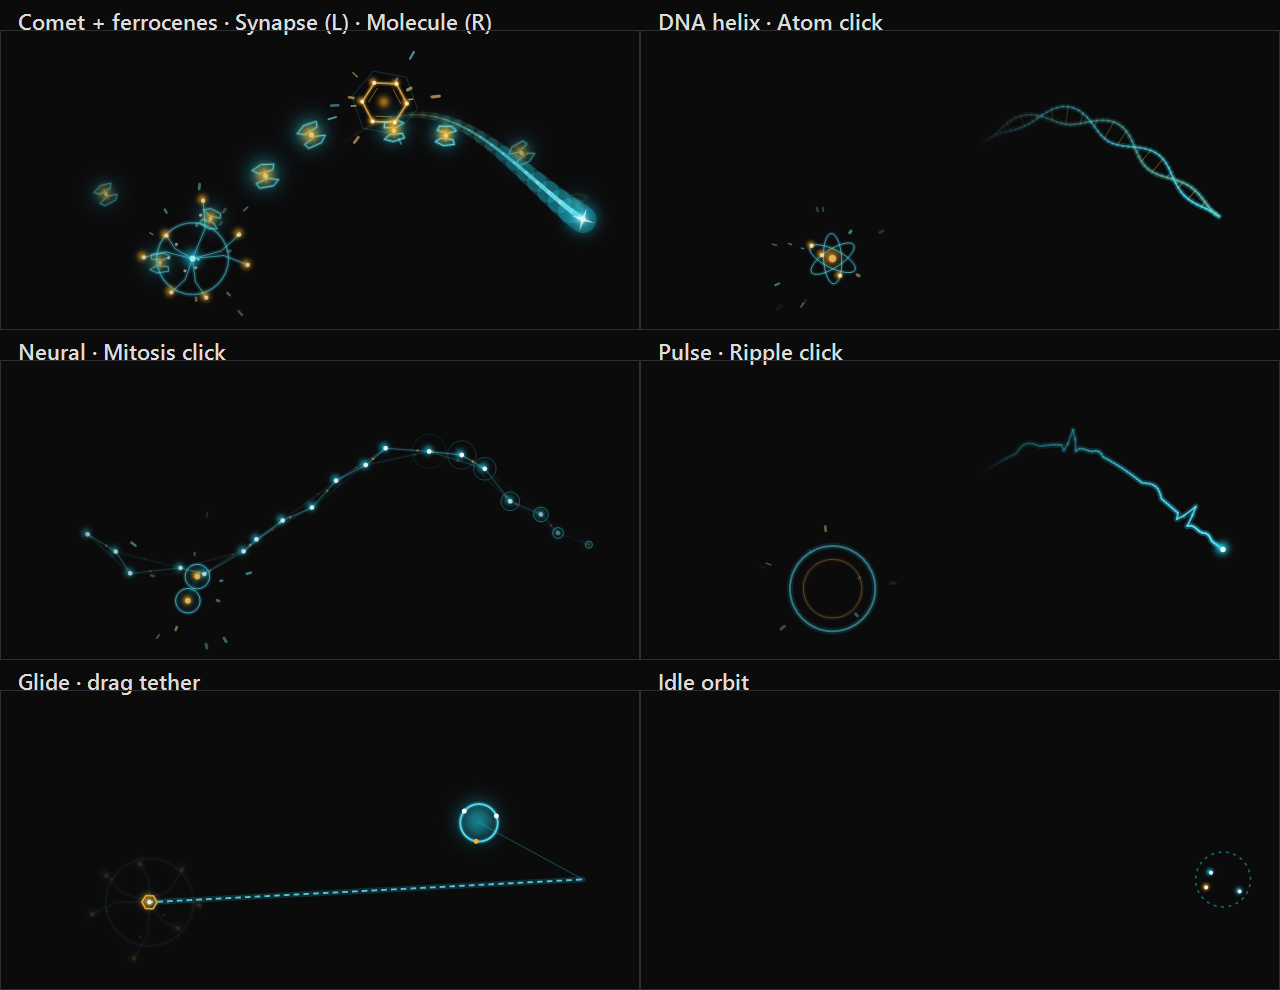 Comet + ferrocenes · Synapse (L) · Molecule (R)
DNA helix · Atom click
Neural · Mitosis click
Pulse · Ripple click
Glide · drag tether
Idle orbit